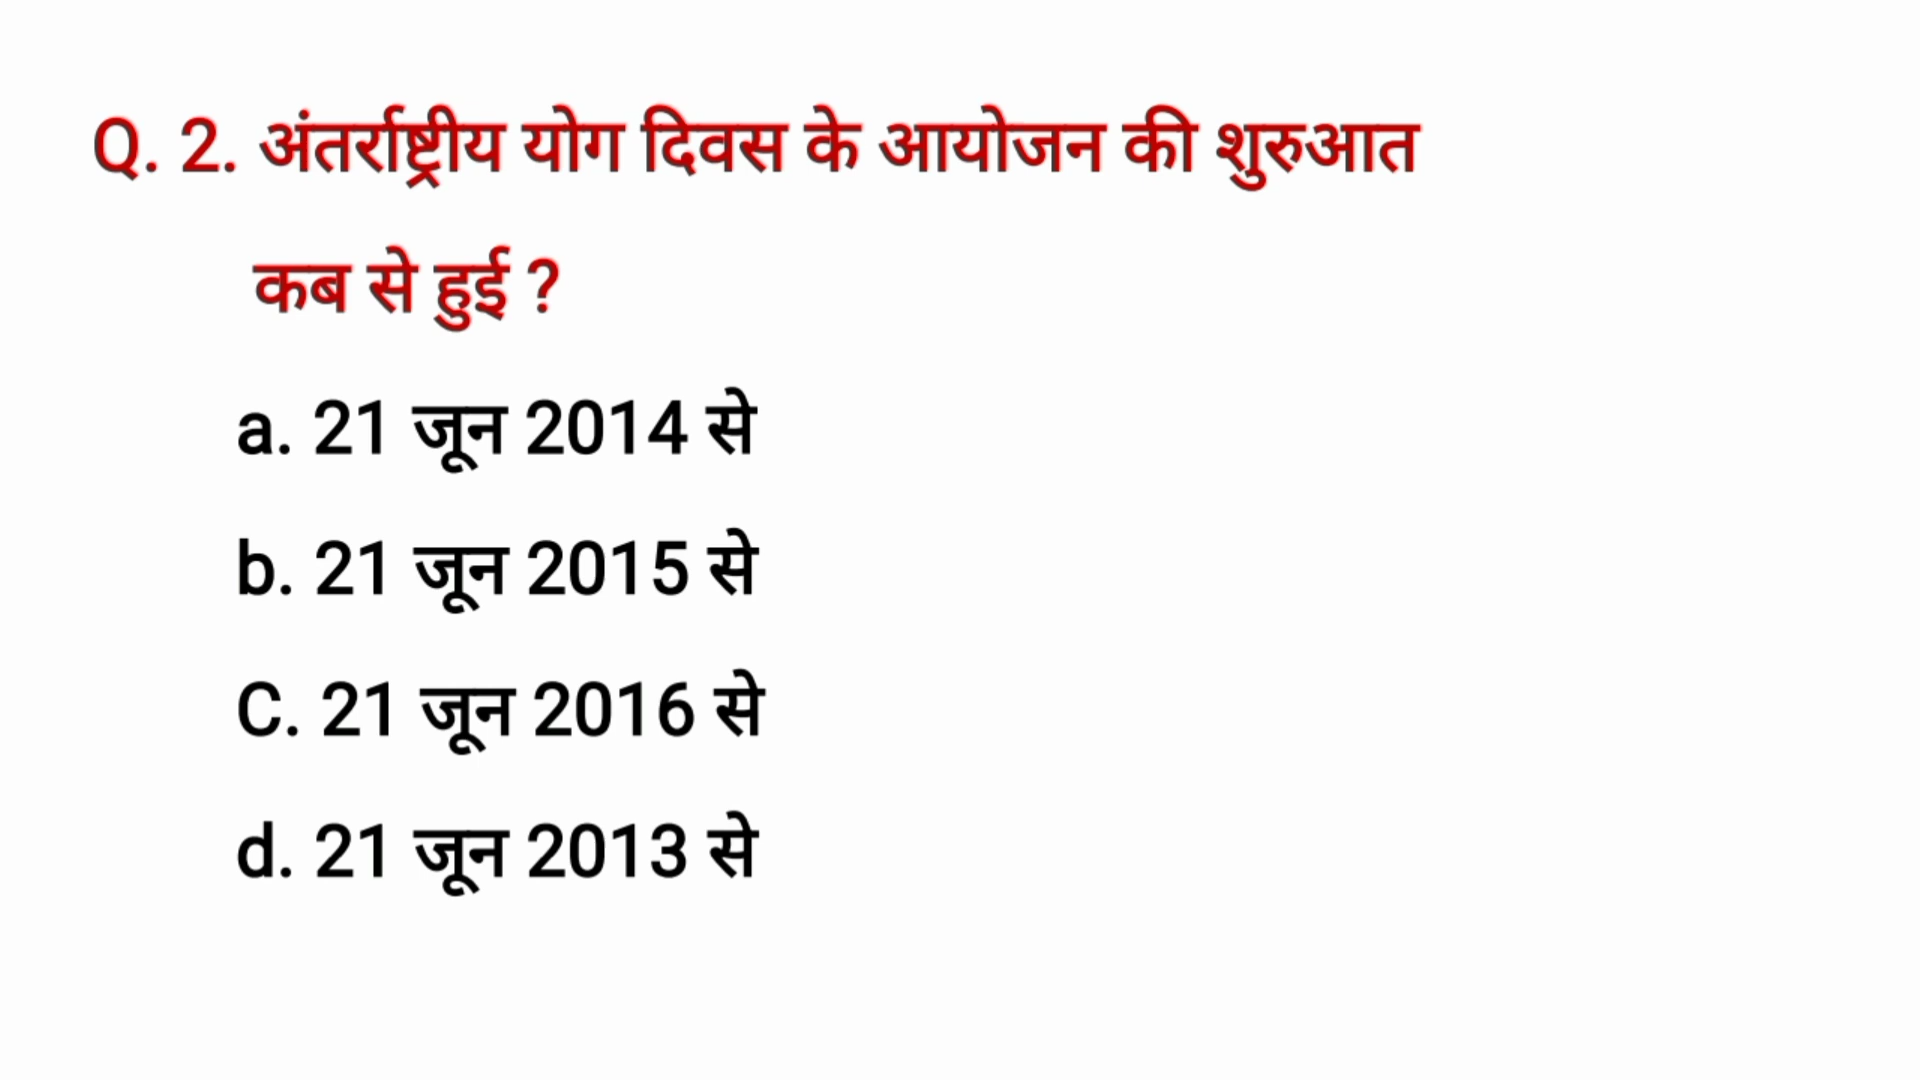 Q. 2. अंतर्राष्ट्रीय योग दिवस के आयोजन की शुरुआत
कब से हुई ?
a. 21 जून 2014 से
b. 21 जून 2015 से
C. 21 जून 2016 से
d. 21 जून 2013 से